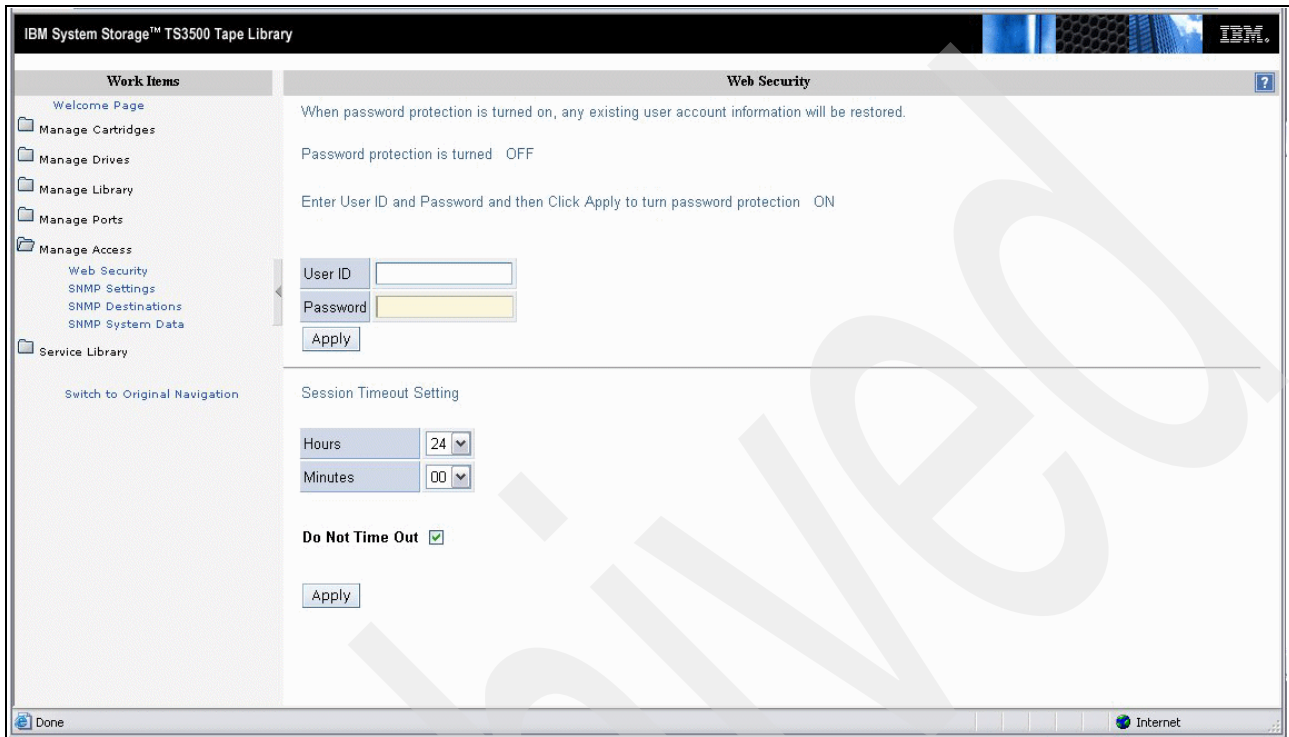 IBM System Storage™ TS3500 Tape Library
IBM.
Work Items
Welcome Page
Manage Cartridges
Manage Drives
Manage Library
Manage Ports
Manage Access
Web Security
SNMP Settings
SNMP Destinations
SNMP System Data
Service Library
Switch to Original Navigation
Web Security
?
When password protection is turned on, any existing user account information will be restored.
Password protection is turned OFF
Enter User ID and Password and then Click Apply to turn password protection ON
User ID
Password
Apply
Session Timeout Setting
Hours 24
Minutes 00
Do Not Time Out
Apply
Done
Internet
hived